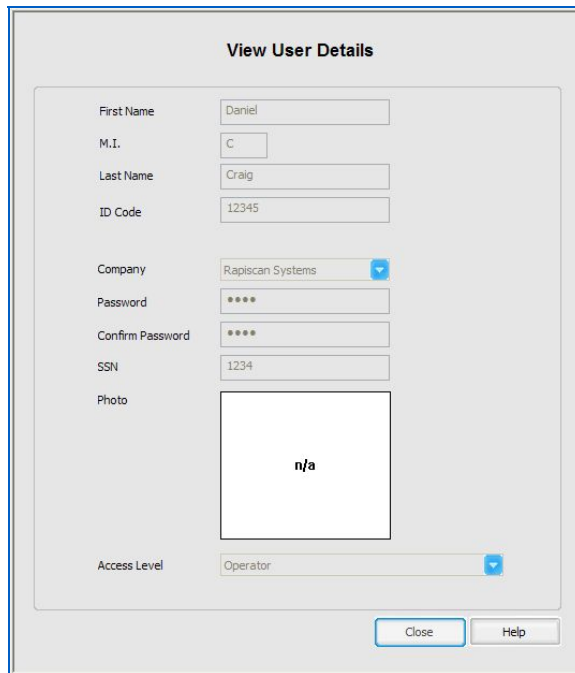 View User Details
First Name Daniel
M.I. C
Last Name Craig
ID Code 12345
Company Rapiscan Systems
Password ••••
Confirm Password ••••
SSN 1234
Photo
n/a
Access Level Operator
Close Help